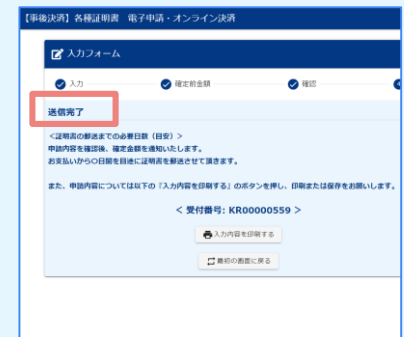 【事後決済】各種証明書 電子申請・オンライン決済
入力フォーム
入力
確定前金額
確認
送信完了
<証明書の郵送までの必要日数（目安）>
申請内容を確認後、確定金額を通知いたします。
お支払いから〇日間を目途に証明書を郵送させて頂きます。
また、申請内容については以下の『入力内容を印刷する』のボタンを押し、印刷または保存をお願いします。
< 受付番号: KR00000559 >
入力内容を印刷する
最初の画面に戻る